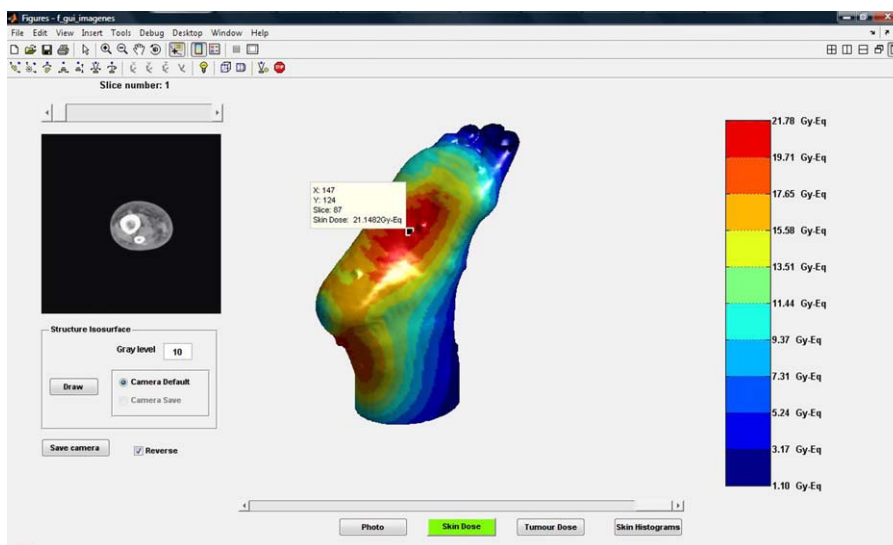 Figures - f_gui_imagenes
File Edit View Insert Tools Debug Desktop Window Help
Slice number: 1
X: 147
Y: 124
Slice: 87
Skin Dose: 21.1482Gy-Eq
21.78 Gy-Eq
19.71 Gy-Eq
17.65 Gy-Eq
15.58 Gy-Eq
13.51 Gy-Eq
11.44 Gy-Eq
9.37 Gy-Eq
7.31 Gy-Eq
5.24 Gy-Eq
3.17 Gy-Eq
1.10 Gy-Eq
Structure Isosurface
Gray level 10
Draw
Camera Default
Camera Save
Save camera
Reverse
Photo
Skin Dose
Tumour Dose
Skin Histograms